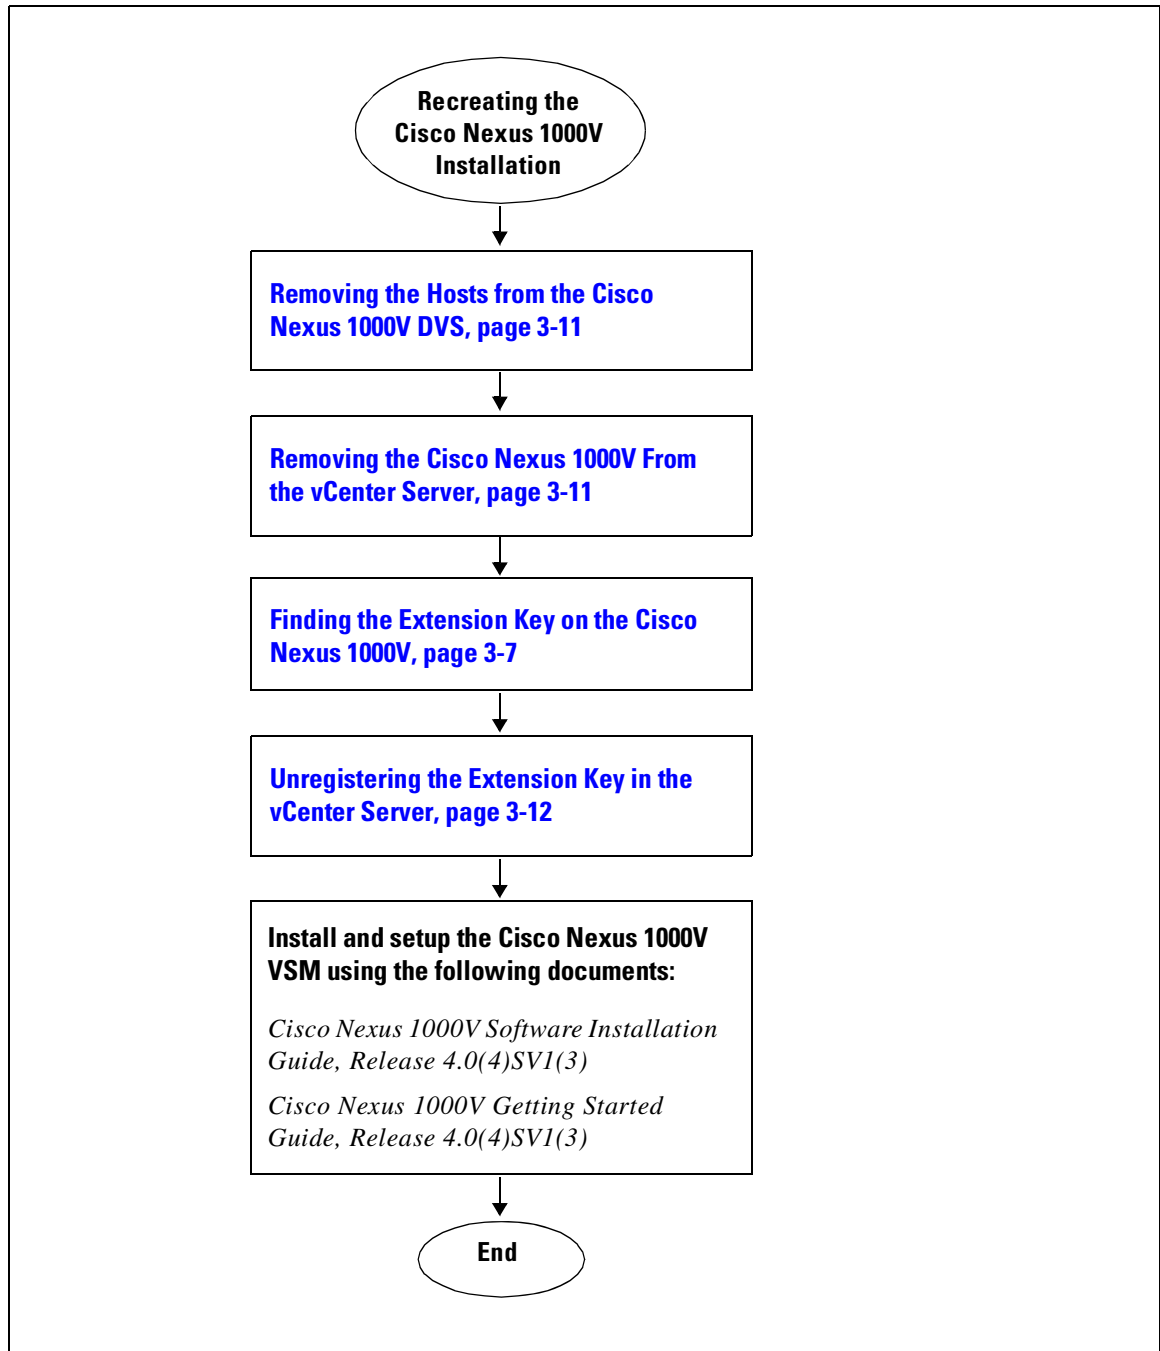 Recreating the
Cisco Nexus 1000V
Installation
Removing the Hosts from the Cisco
Nexus 1000V DVS, page 3-11
Removing the Cisco Nexus 1000V From
the vCenter Server, page 3-11
Finding the Extension Key on the Cisco
Nexus 1000V, page 3-7
Unregistering the Extension Key in the
vCenter Server, page 3-12
Install and setup the Cisco Nexus 1000V
VSM using the following documents:
Cisco Nexus 1000V Software Installation
Guide, Release 4.0(4)SV1(3)
Cisco Nexus 1000V Getting Started
Guide, Release 4.0(4)SV1(3)
End